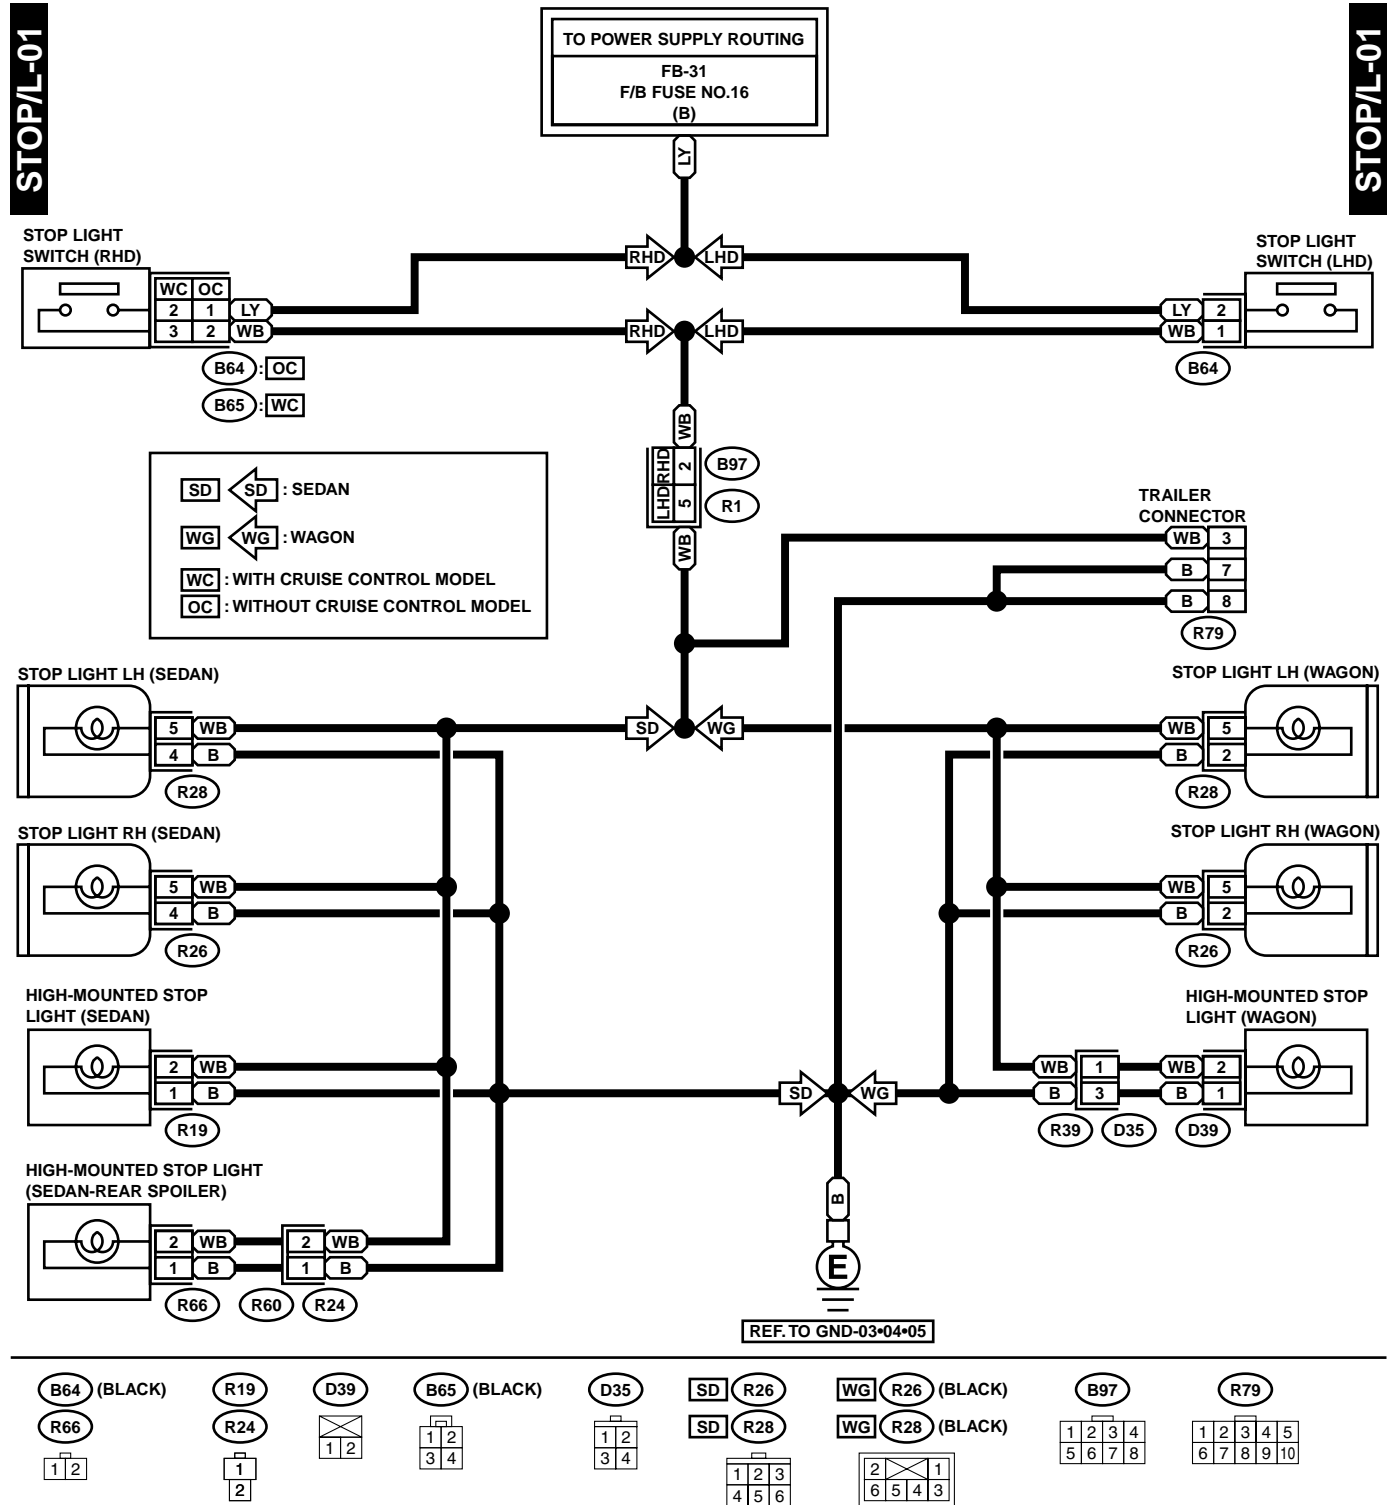 STOP/L-01
STOP/L-01
TO POWER SUPPLY ROUTING
FB-31
F/B FUSE NO.16
(B)
LY
STOP LIGHT
SWITCH (RHD)
WC OC
2 1 LY
3 2 WB
B64 : OC
B65 : WC
RHD LHD
RHD LHD
STOP LIGHT
SWITCH (LHD)
LY 2
WB 1
B64
WB
RHD 2 B97
LHD 5 R1
WB
SD SD : SEDAN
WG WG : WAGON
WC : WITH CRUISE CONTROL MODEL
OC : WITHOUT CRUISE CONTROL MODEL
TRAILER
CONNECTOR
WB 3
B 7
B 8
R79
STOP LIGHT LH (SEDAN)
5 WB
4 B
R28
SD WG
STOP LIGHT LH (WAGON)
WB 5
B 2
R28
STOP LIGHT RH (SEDAN)
5 WB
4 B
R26
STOP LIGHT RH (WAGON)
WB 5
B 2
R26
HIGH-MOUNTED STOP
LIGHT (SEDAN)
2 WB
1 B
R19
SD WG
HIGH-MOUNTED STOP
LIGHT (WAGON)
WB 1 WB 2
B 3 B 1
R39 D35 D39
HIGH-MOUNTED STOP LIGHT
(SEDAN-REAR SPOILER)
2 WB 2 WB
1 B 1 B
R66 R60 R24
B
E
REF. TO GND-03•04•05
B64 (BLACK)
R66
1 2
R19
R24
1
2
D39
1 2
B65 (BLACK)
1 2
3 4
D35
1 2
3 4
SD R26
SD R28
1 2 3
4 5 6
WG R26 (BLACK)
WG R28 (BLACK)
2 1
6 5 4 3
B97
1 2 3 4
5 6 7 8
R79
1 2 3 4 5
6 7 8 9 10